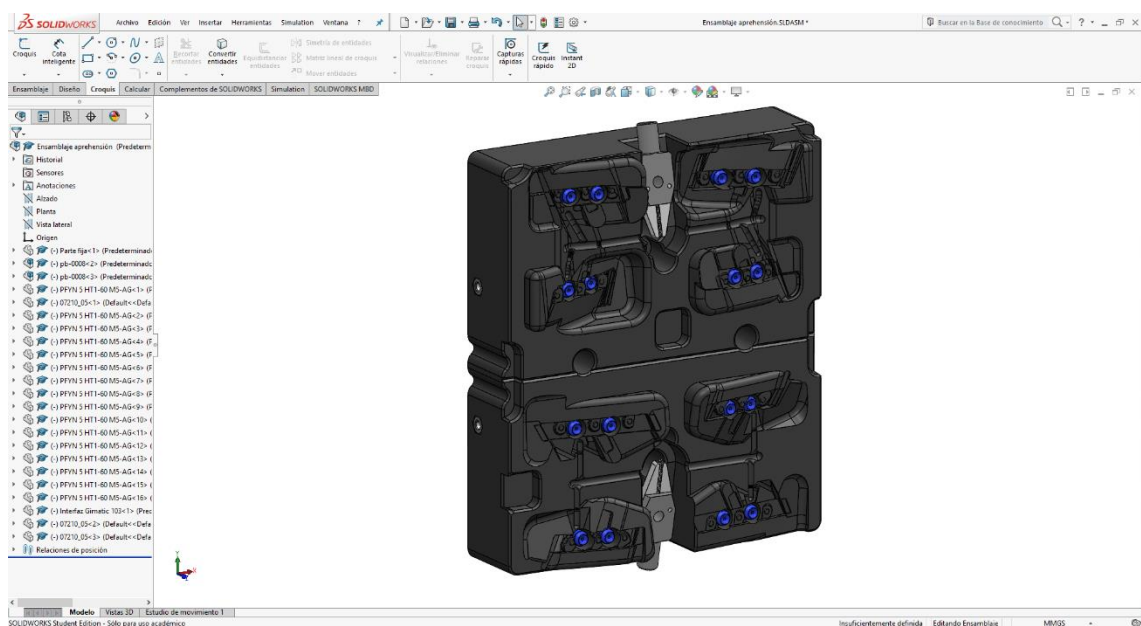 SOLIDWORKS Archivo Edición Ver Insertar Herramientas Simulation Ventana ? Ensamblaje aprehensión.SLDASM * Buscar en la Base de conocimiento
Croquis
Cota inteligente
Recortar entidades
Convertir entidades
Equidistanciar entidades
Simetría de entidades
Matriz lineal de croquis
Mover entidades
Visualizar/Eliminar relaciones
Reparar croquis
Capturas rápidas
Croquis rápido
Instant 2D
Ensamblaje Diseño Croquis Calcular Complementos de SOLIDWORKS Simulation SOLIDWORKS MBD
Ensamblaje aprehensión (Predeterm
Historial
Sensores
Anotaciones
Alzado
Planta
Vista lateral
Origen
(-) Parte fija<1> (Predeterminado
(-) pb-0008<2> (Predeterminado
(-) pb-0008<3> (Predeterminado
(-) PFYN 5 HT1-60 M5-AG<1> (F
(-) 07210_05<1> (Default<<Defa
(-) PFYN 5 HT1-60 M5-AG<2> (F
(-) PFYN 5 HT1-60 M5-AG<3> (F
(-) PFYN 5 HT1-60 M5-AG<4> (F
(-) PFYN 5 HT1-60 M5-AG<5> (F
(-) PFYN 5 HT1-60 M5-AG<6> (F
(-) PFYN 5 HT1-60 M5-AG<7> (F
(-) PFYN 5 HT1-60 M5-AG<8> (F
(-) PFYN 5 HT1-60 M5-AG<9> (F
(-) PFYN 5 HT1-60 M5-AG<10> (
(-) PFYN 5 HT1-60 M5-AG<11> (
(-) PFYN 5 HT1-60 M5-AG<12> (
(-) PFYN 5 HT1-60 M5-AG<13> (
(-) PFYN 5 HT1-60 M5-AG<14> (
(-) PFYN 5 HT1-60 M5-AG<15> (
(-) PFYN 5 HT1-60 M5-AG<16> (
(-) Interfaz Gimatic 103<1> (Prec
(-) 07210_05<2> (Default<<Defa
(-) 07210_05<3> (Default<<Defa
Relaciones de posición
Modelo Vistas 3D Estudio de movimiento 1
SOLIDWORKS Student Edition - Sólo para uso académico Insuficientemente definida Editando Ensamblaje MMGS